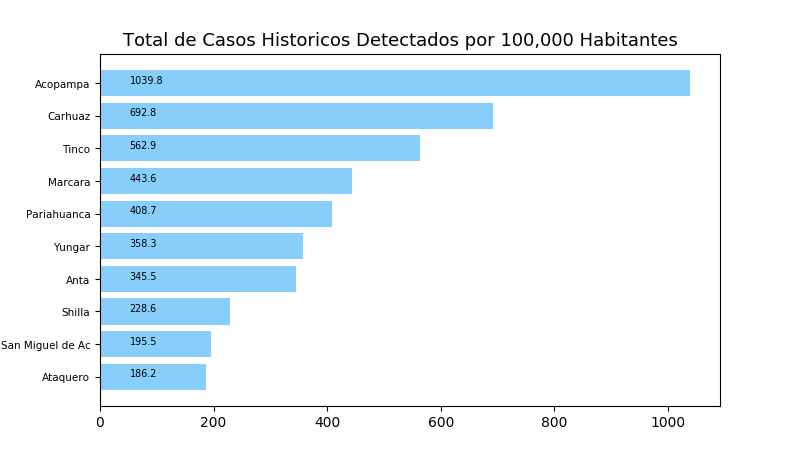 Total de Casos Historicos Detectados por 100,000 Habitantes
Acopampa 1039.8
Carhuaz 692.8
Tinco 562.9
Marcara 443.6
Pariahuanca 408.7
Yungar 358.3
Anta 345.5
Shilla 228.6
San Miguel de Ac 195.5
Ataquero 186.2
0 200 400 600 800 1000